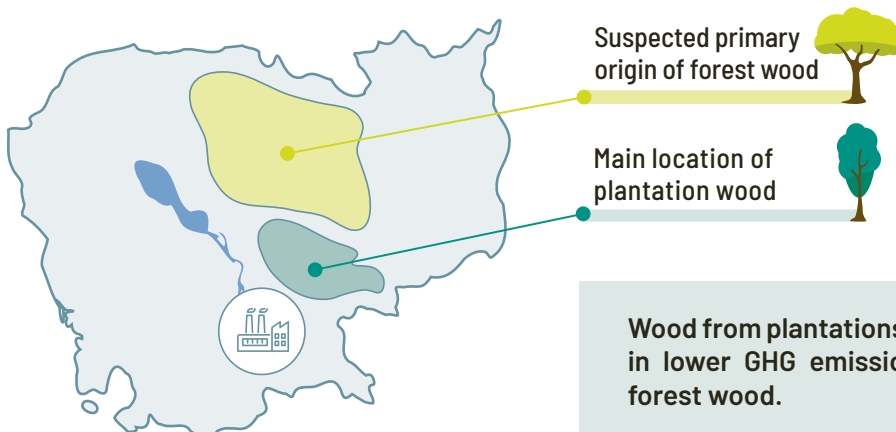 Suspected primary
origin of forest wood
Main location of
plantation wood
Wood from plantations
in lower GHG
forest wood.